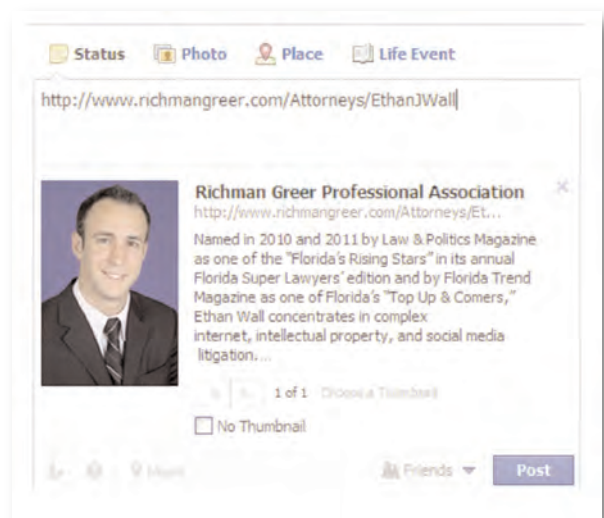 Status Photo Place Life Event
http://www.richmangreer.com/Attorneys/EthanJWall
Richman Greer Professional Association
http://www.richmangreer.com/Attorneys/Et...
Named in 2010 and 2011 by Law & Politics Magazine
as one of the "Florida's Rising Stars" in its annual
Florida Super Lawyers' edition and by Florida Trend
Magazine as one of Florida's "Top Up & Comers,"
Ethan Wall concentrates in complex
internet, intellectual property, and social media
litigation....
1 of 1 Choose a Thumbnail
No Thumbnail
Friends Post